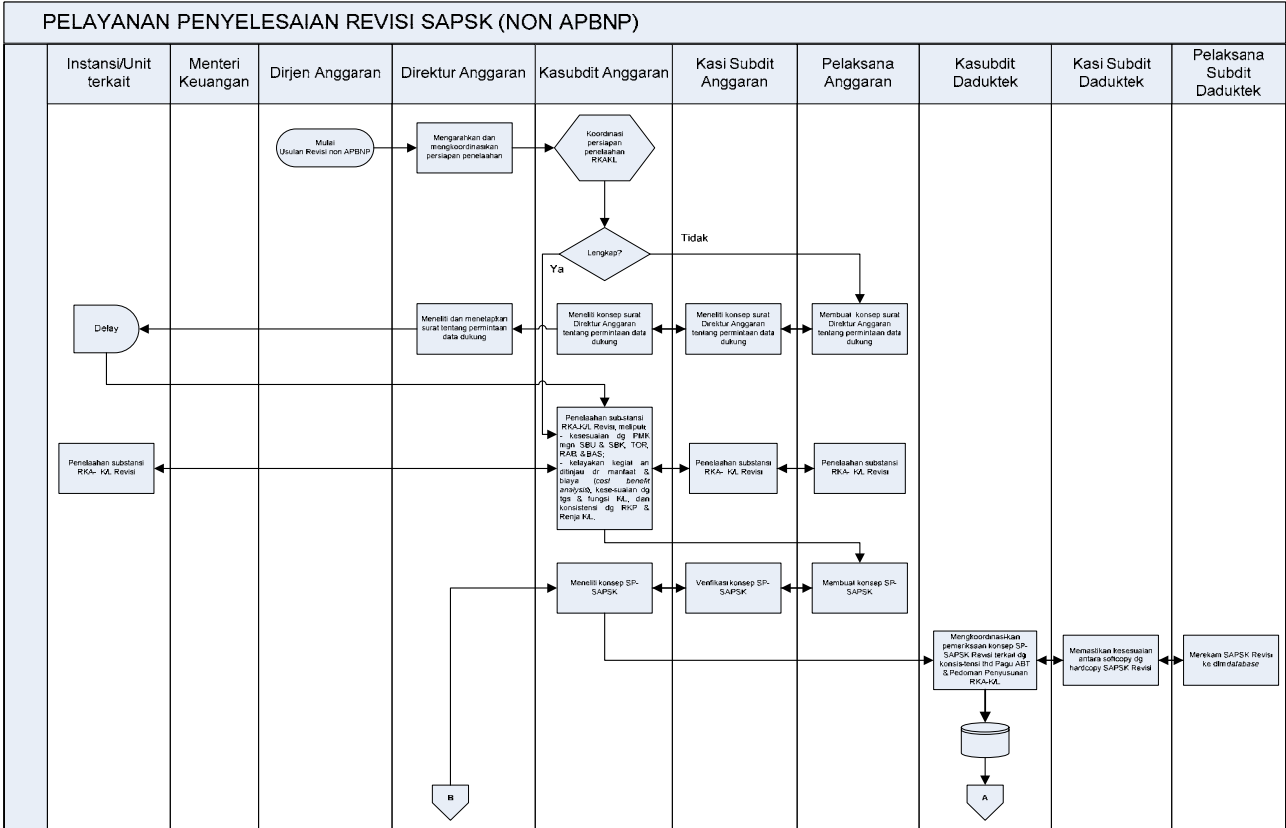 PELAYANAN PENYELESAIAN REVISI SAPSK (NON APBNP)
Instansi/Unit
terkait
Menteri
Keuangan
Dirjen Anggaran
Direktur Anggaran
Kasubdit Anggaran
Kasi Subdit
Anggaran
Pelaksana
Anggaran
Kasubdit
Daduktek
Kasi Subdit
Daduktek
Pelaksana
Subdit
Daduktek
Mulai
Usulan Revisi non APBNP
Mengarahkan dan
mengkoordinasikan
persiapan penelaahan
Koordinasi
persiapan
penelaahan
RKAKL
Lengkap?
Tidak
Ya
Delay
Meneliti dan menetapkan
surat tentang permintaan
data dukung
Meneliti konsep surat
Direktur Anggaran
tentang permintaan data
dukung
Meneliti konsep surat
Direktur Anggaran
tentang permintaan data
dukung
Membuat konsep surat
Direktur Anggaran
tentang permintaan data
dukung
Penelaahan substansi
RKA- K/L Revisi
Penelaahan substansi
RKA-K/L Revisi, meliputi:
- kesesuaian dg PMK
mgn SBU & SBK, TOR,
RAB, & BAS;
- kelayakan kegiat an
ditinjau dr manfaat &
biaya (cost benefit
analysis), kese-suaian dg
tgs & fungsi K/L, dan
konsistensi dg RKP &
Renja K/L.
Penelaahan substansi
RKA- K/L Revisi
Penelaahan substansi
RKA- K/L Revisi
Meneliti konsep SP-
SAPSK
Verifikasi konsep SP-
SAPSK
Membuat konsep SP-
SAPSK
Mengkoordinasi-kan
pemeriksaan konsep SP-
SAPSK Revisi terkait dg
konsis-tensi thd Pagu ABT
& Pedoman Penyusunan
RKA-K/L
Memastikan kesesuaian
antara softcopy dg
hardcopy SAPSK Revisi
Merekam SAPSK Revisi
ke dlm database
B
A